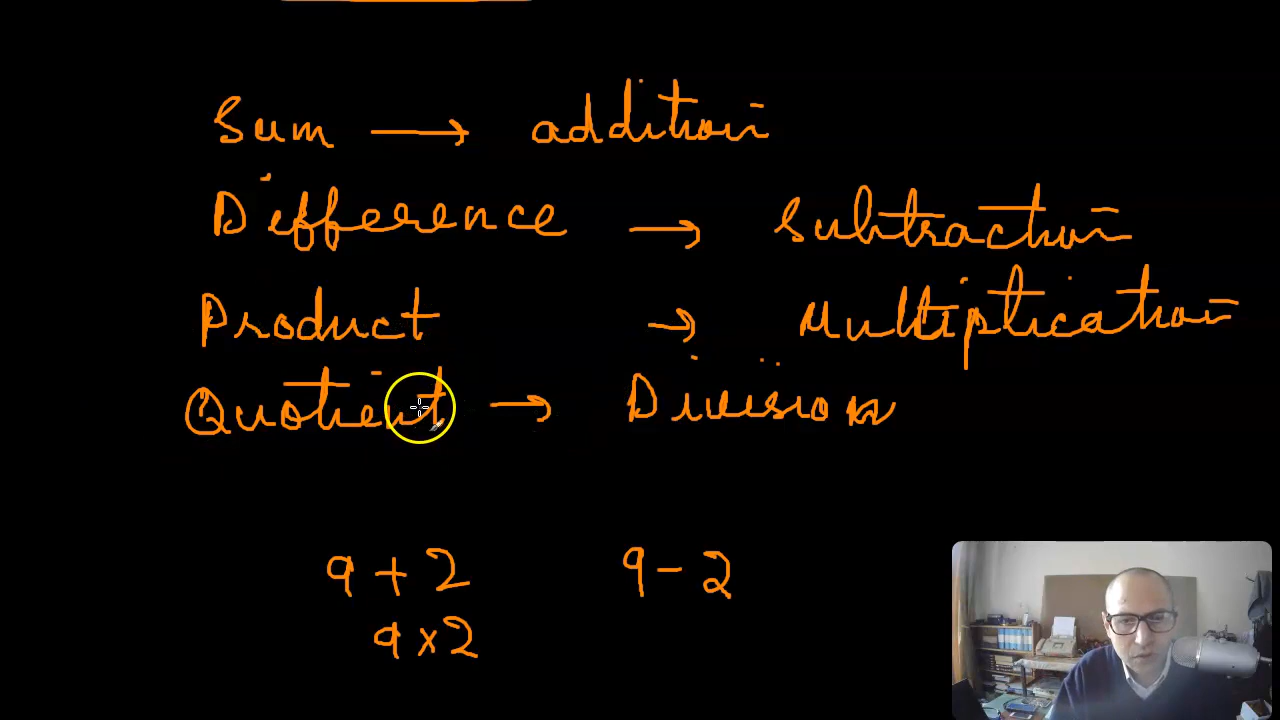 Sum → addition
Difference → Subtraction
Product → Multiplication
Quotient → Division
9 + 2 9 - 2
9 x 2